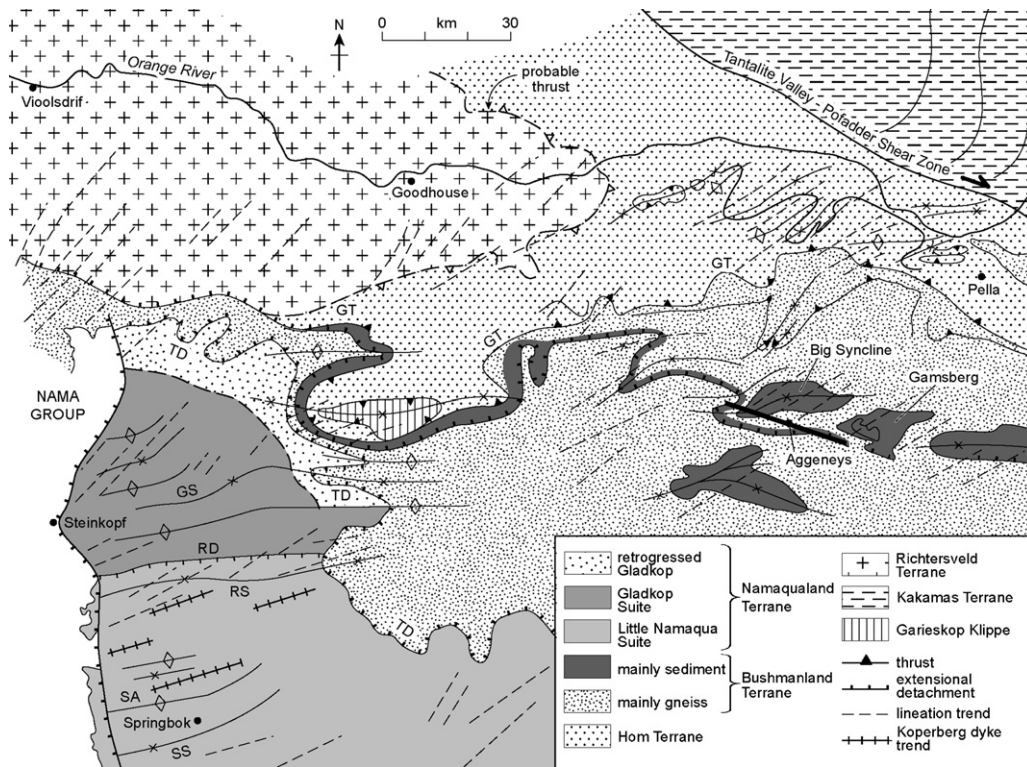 N
0 km 30
Orange River
Vioolsdrif
probable
thrust
Tantalite Valley - Pofadder Shear Zone
Goodhouse
GT
Pella
GT
TD
GT
Big Syncline
NAMA
GROUP
Gamsberg
Aggeneys
GS
TD
Steinkopf
RD
RS
TD
SA
Springbok
SS
retrogressed
Gladkop
Gladkop
Suite
Little Namaqua
Suite
Namaqualand
Terrane
mainly sediment
mainly gneiss
Bushmanland
Terrane
Hom Terrane
Richtersveld
Terrane
Kakamas Terrane
Garieskop Klippe
thrust
extensional
detachment
lineation trend
Koperberg dyke
trend